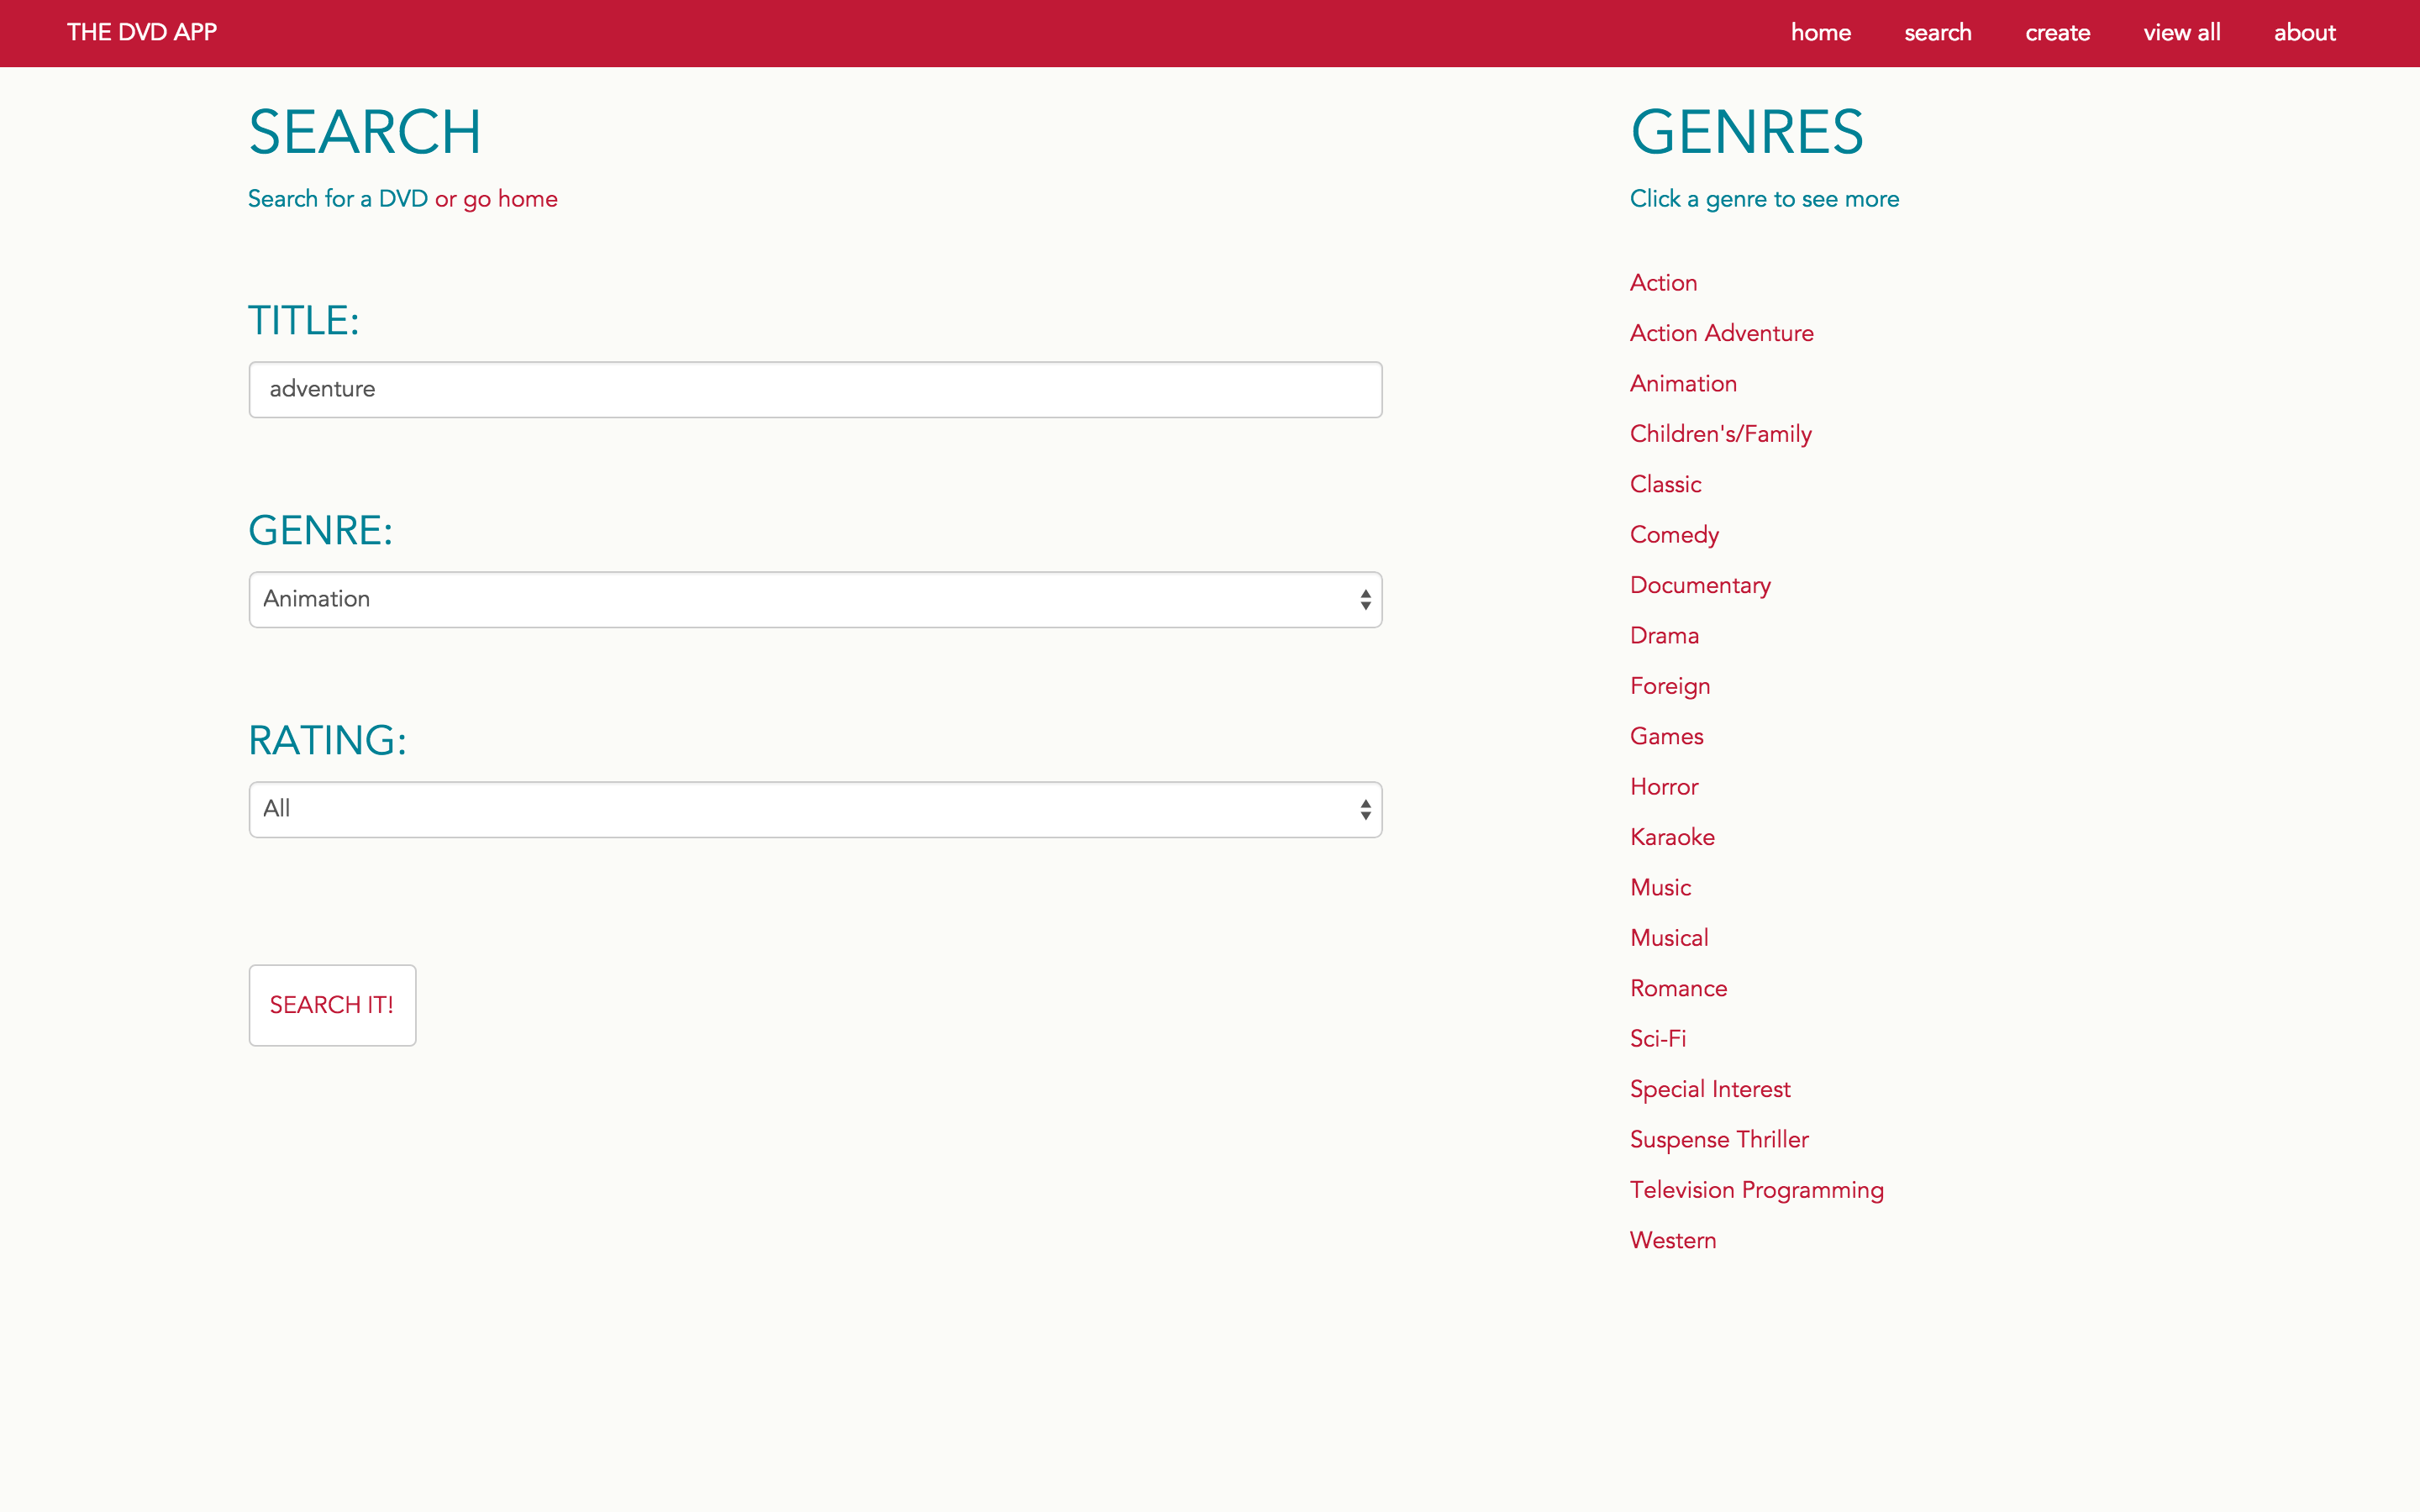 THE DVD APP
home search create view all about
SEARCH
Search for a DVD or go home
TITLE:
adventure
GENRE:
Animation
RATING:
All
SEARCH IT!
GENRES
Click a genre to see more
Action
Action Adventure
Animation
Children's/Family
Classic
Comedy
Documentary
Drama
Foreign
Games
Horror
Karaoke
Music
Musical
Romance
Sci-Fi
Special Interest
Suspense Thriller
Television Programming
Western